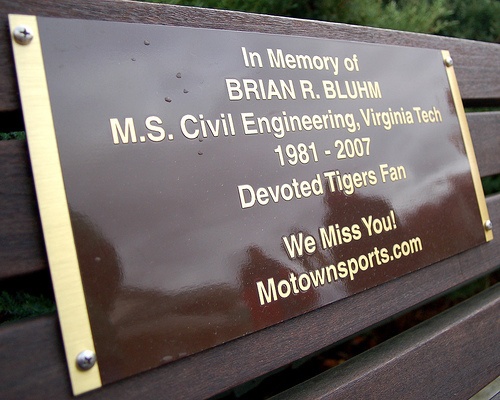 In Memory of
BRIAN R. BLUHM
M.S. Civil Engineering, Virginia Tech
1981 - 2007
Devoted Tigers Fan
We Miss You!
Motownsports.com